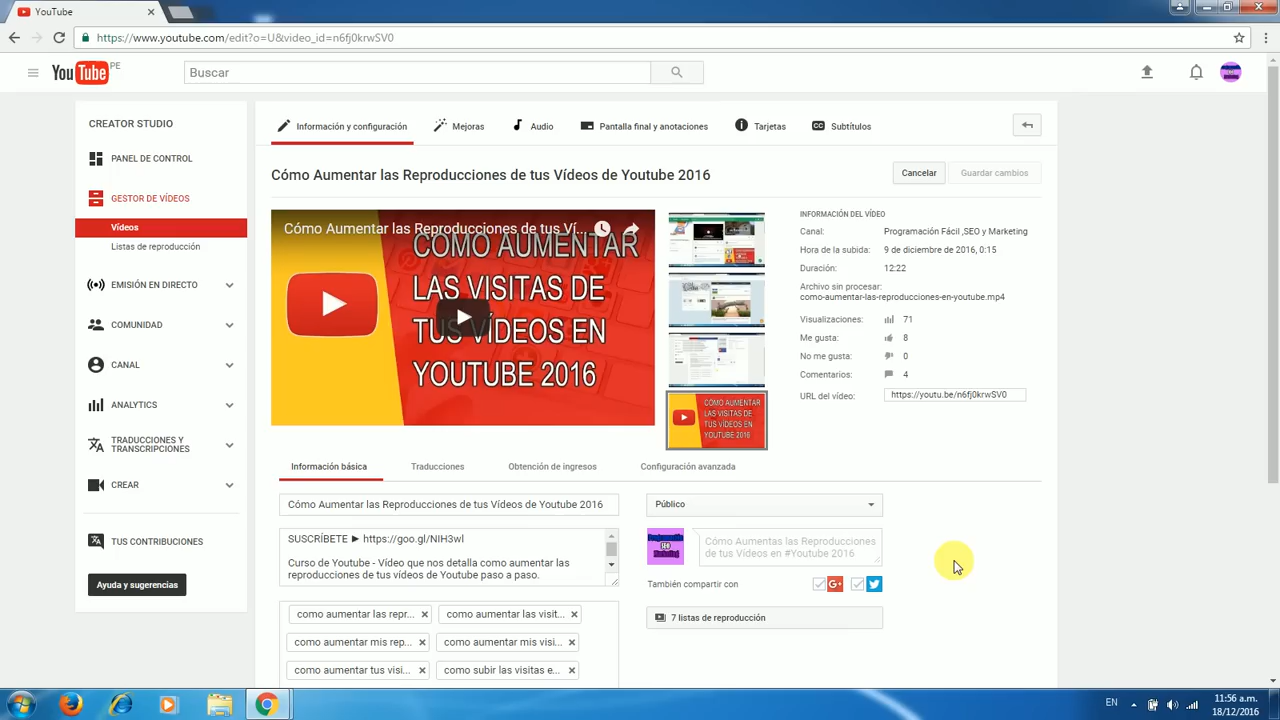 YouTube
https://www.youtube.com/edit?o=U&video_id=n6fj0krwSV0
YouTube PE
Buscar
CREATOR STUDIO
PANEL DE CONTROL
GESTOR DE VÍDEOS
Vídeos
Listas de reproducción
EMISIÓN EN DIRECTO
COMUNIDAD
CANAL
ANALYTICS
TRADUCCIONES Y
TRANSCRIPCIONES
CREAR
TUS CONTRIBUCIONES
Ayuda y sugerencias
Información y configuración
Mejoras
Audio
Pantalla final y anotaciones
Tarjetas
CC Subtítulos
Cómo Aumentar las Reproducciones de tus Vídeos de Youtube 2016
Cancelar
Guardar cambios
Cómo Aumentar las Reproducciones de tus Ví...
CÓMO AUMENTAR
LAS VISITAS DE
TUS VÍDEOS EN
YOUTUBE 2016
CÓMO AUMENTAR
LAS VISITAS DE
TUS VÍDEOS EN
YOUTUBE 2016
INFORMACIÓN DEL VÍDEO
Canal: Programación Fácil ,SEO y Marketing
Hora de la subida: 9 de diciembre de 2016, 0:15
Duración: 12:22
Archivo sin procesar:
como-aumentar-las-reproducciones-en-youtube.mp4
Visualizaciones: 71
Me gusta: 8
No me gusta: 0
Comentarios: 4
URL del vídeo: https://youtu.be/n6fj0krwSV0
Información básica
Traducciones
Obtención de ingresos
Configuración avanzada
Cómo Aumentar las Reproducciones de tus Vídeos de Youtube 2016
SUSCRÍBETE ► https://goo.gl/NIH3wl
Curso de Youtube - Vídeo que nos detalla como aumentar las
reproducciones de tus vídeos de Youtube paso a paso.
como aumentar las repr...
como aumentar las visit...
como aumentar mis rep...
como aumentar mis visi...
como aumentar tus visi...
como subir las visitas e...
Público
Programación
SEO
Marketing
Cómo Aumentas las Reproducciones
de tus Vídeos en #Youtube 2016
También compartir con
G+
7 listas de reproducción
EN
11:56 a.m.
18/12/2016